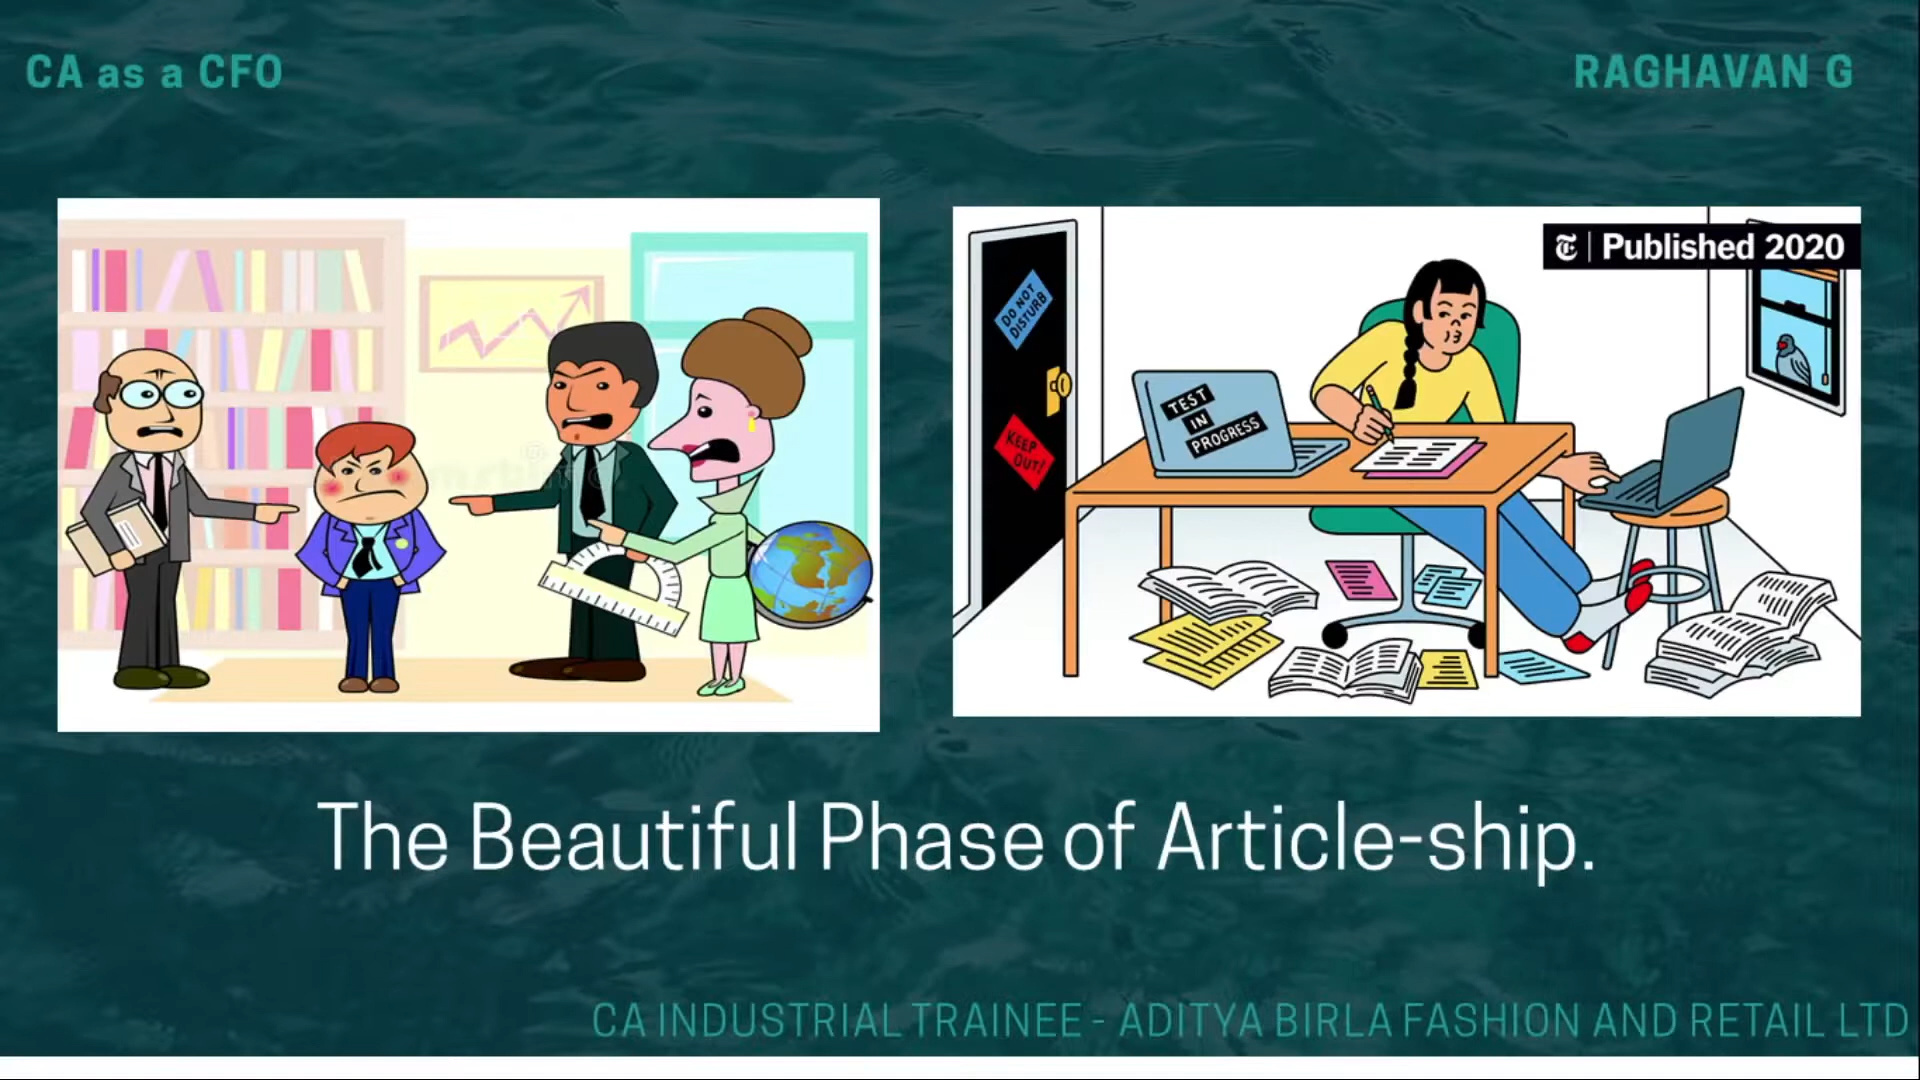 CA as a CFO
RAGHAVAN G
Published 2020
DO NOT
DISTURB
KEEP
OUT!
TEST
IN
PROGRESS
The Beautiful Phase of Article-ship.
CA INDUSTRIAL TRAINEE - ADITYA BIRLA FASHION AND RETAIL LTD